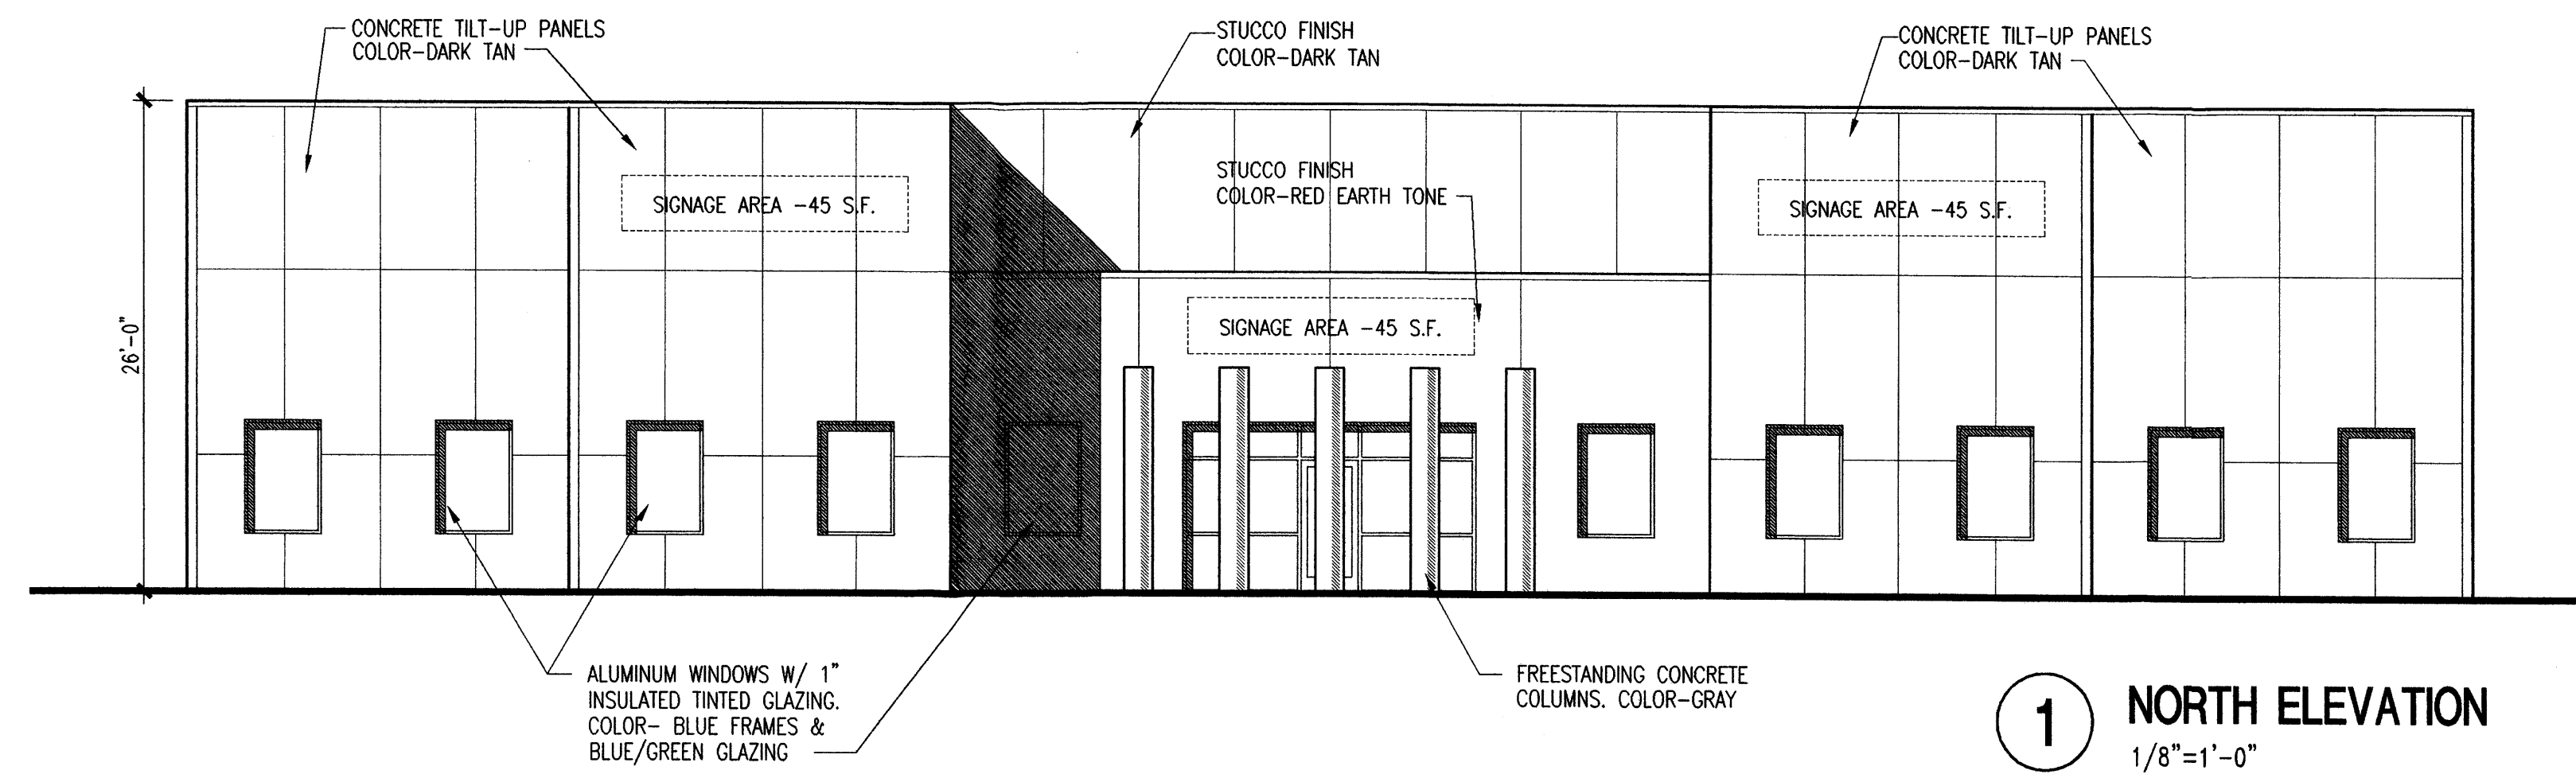 CONCRETE TILT-UP PANELS
COLOR-DARK TAN
STUCCO FINISH
COLOR-DARK TAN
CONCRETE TILT-UP PANELS
COLOR-DARK TAN
STUCCO FINISH
COLOR-RED EARTH TONE
SIGNAGE AREA -45 S.F.
SIGNAGE AREA -45 S.F.
SIGNAGE AREA -45 S.F.
26'-0"
ALUMINUM WINDOWS W/ 1"
INSULATED TINTED GLAZING.
COLOR- BLUE FRAMES &
BLUE/GREEN GLAZING
FREESTANDING CONCRETE
COLUMNS. COLOR-GRAY
1 NORTH ELEVATION
1/8"=1'-0"